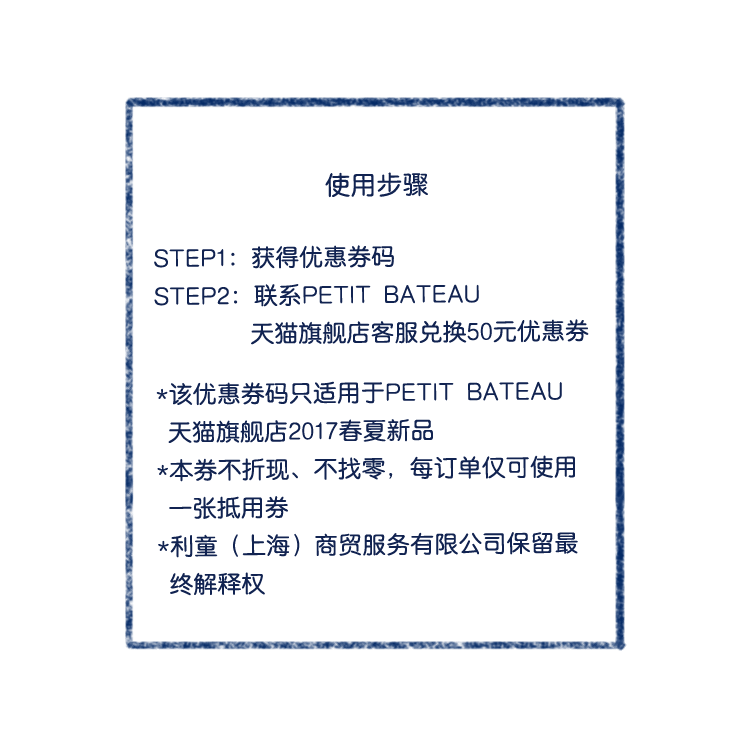 使用步骤
STEP1：获得优惠券码
STEP2：联系PETIT BATEAU
天猫旗舰店客服兑换50元优惠券
*该优惠券码只适用于PETIT BATEAU
天猫旗舰店2017春夏新品
*本券不折现、不找零，每订单仅可使用
一张抵用券
*利童（上海）商贸服务有限公司保留最
终解释权